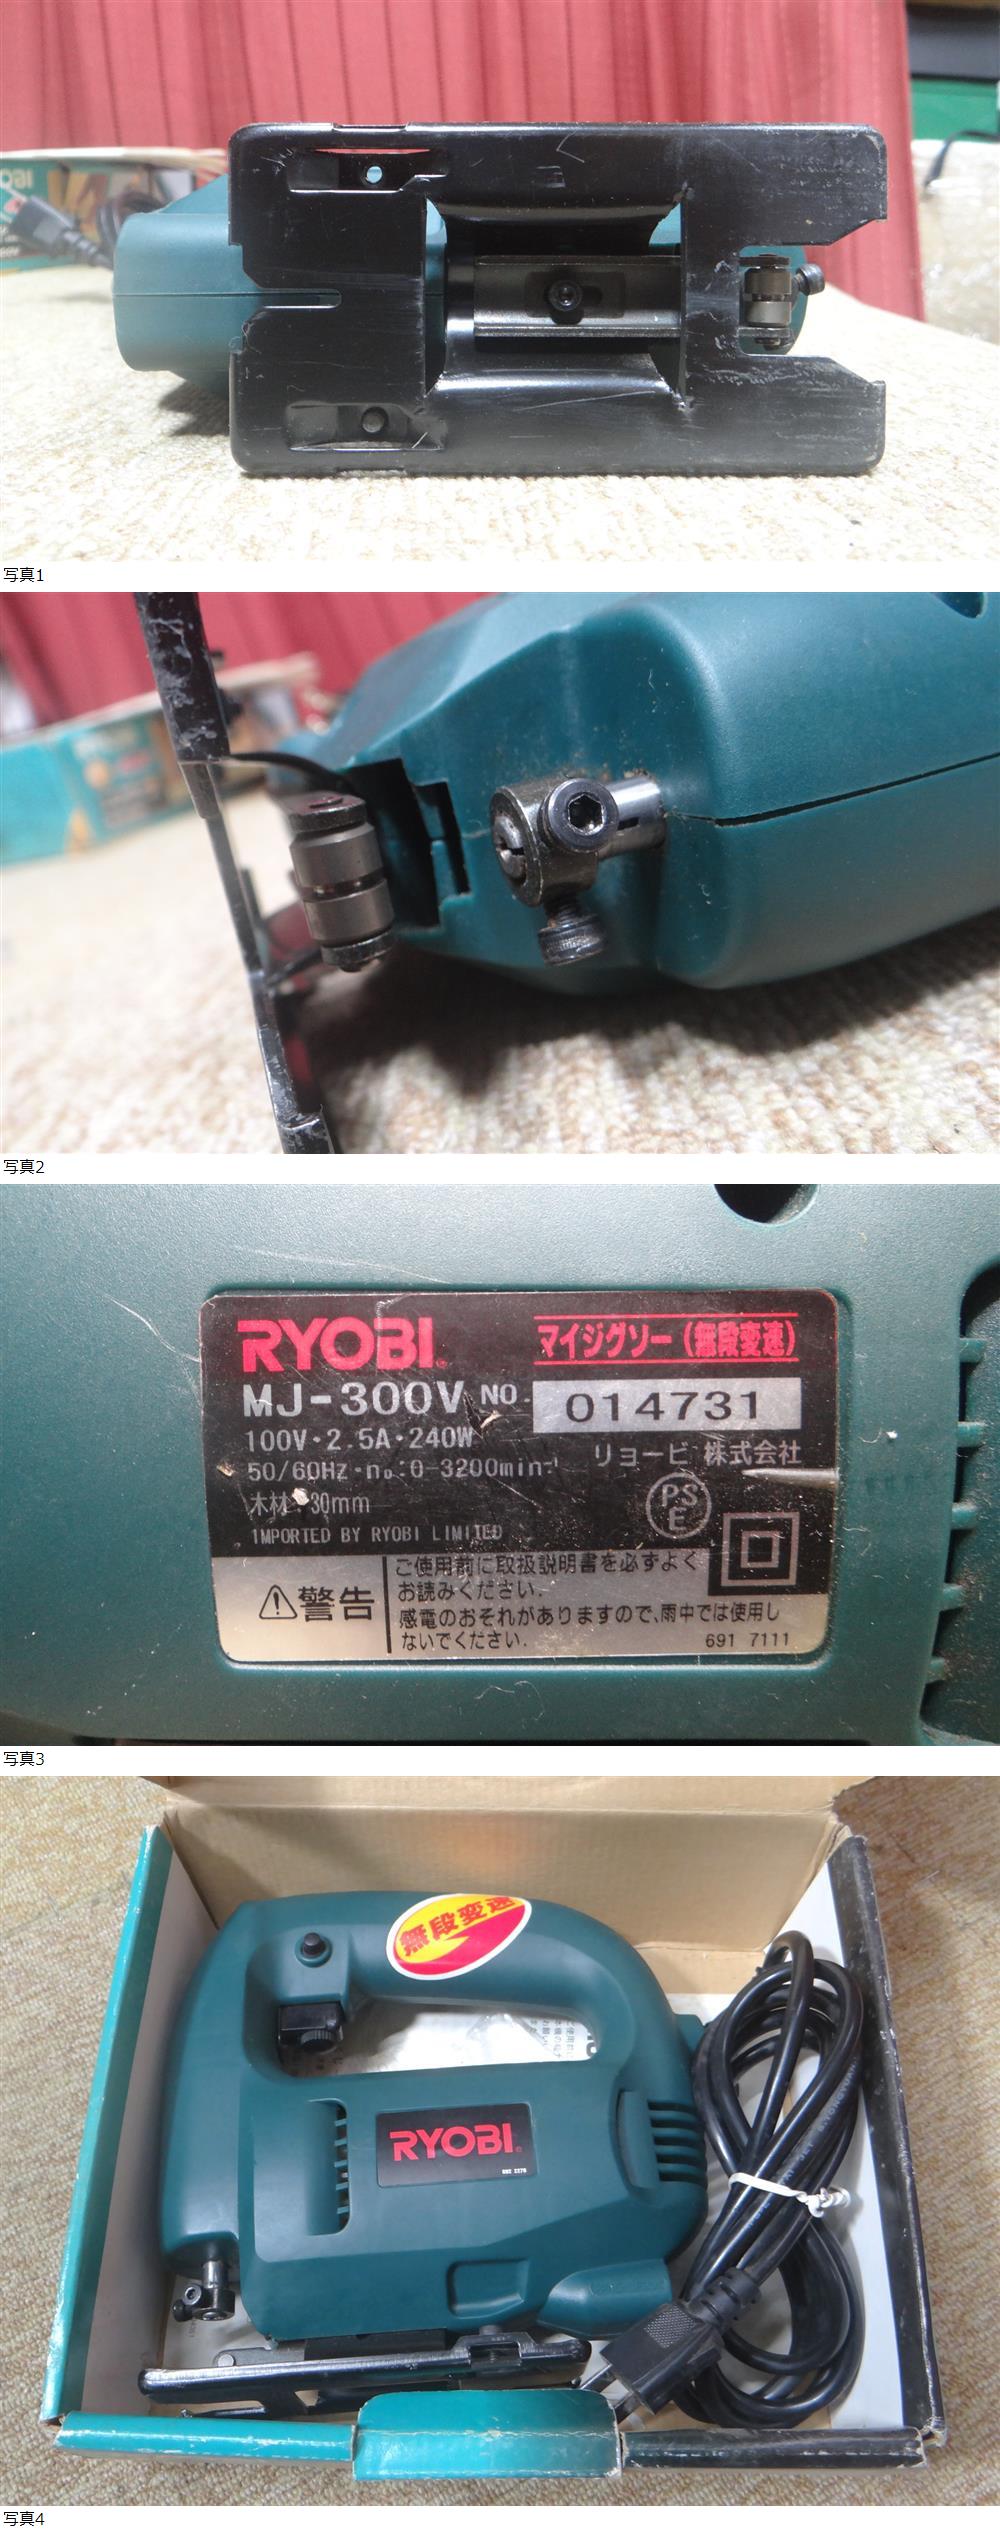 写真1
写真2
RYOBI
マイジグソー(無段変速)
MJ-300V NO. 014731
100V・2.5A・240W
リョービ 株式会社
50/60Hz・n₀:0-3200min⁻¹
木材:30mm
PS
E
IMPORTED BY RYOBI LIMITED
警告
ご使用前に取扱説明書を必ずよく
お読みください.
感電のおそれがありますので、雨中では使用し
ないでください.
691 7111
写真3
無段変速
RYOBI
写真4